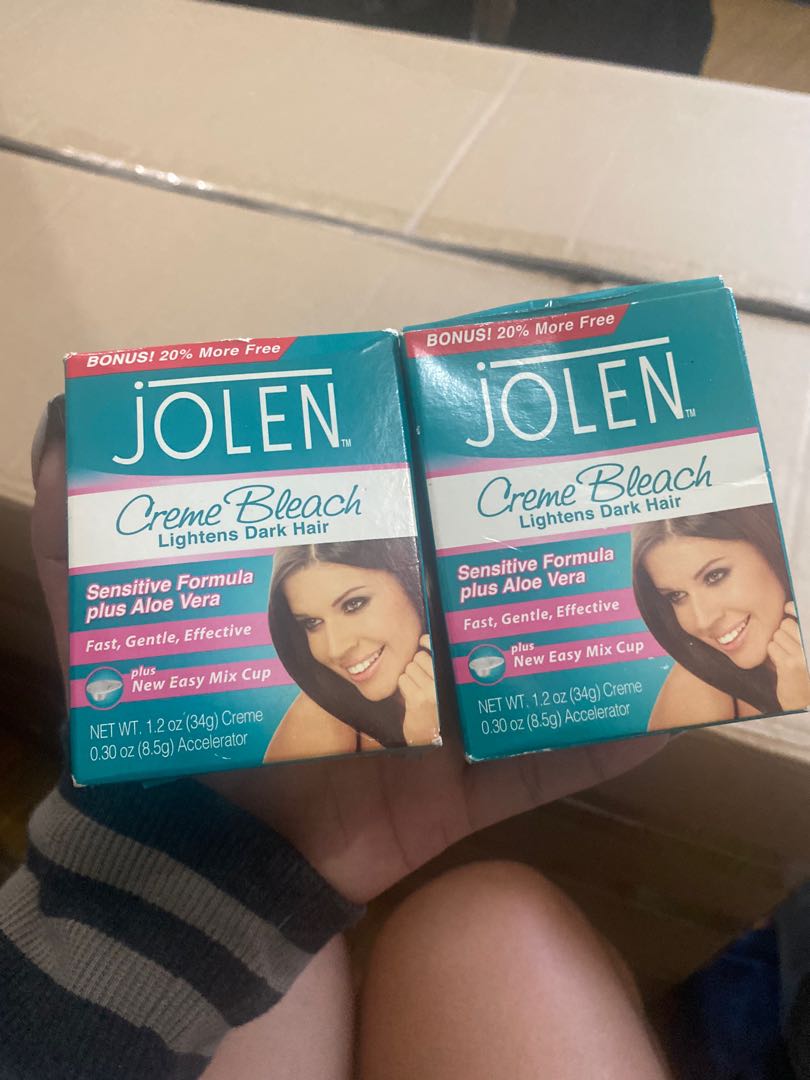 BONUS! 20% More Free
JOLEN™
Creme Bleach
Lightens Dark Hair
Sensitive Formula
plus Aloe Vera
Fast, Gentle, Effective
plus
New Easy Mix Cup
NET WT. 1.2 oz (34g) Creme
0.30 oz (8.5g) Accelerator
BONUS! 20% More Free
JOLEN™
Creme Bleach
Lightens Dark Hair
Sensitive Formula
plus Aloe Vera
Fast, Gentle, Effective
plus
New Easy Mix Cup
NET WT. 1.2 oz (34g) Creme
0.30 oz (8.5g) Accelerator